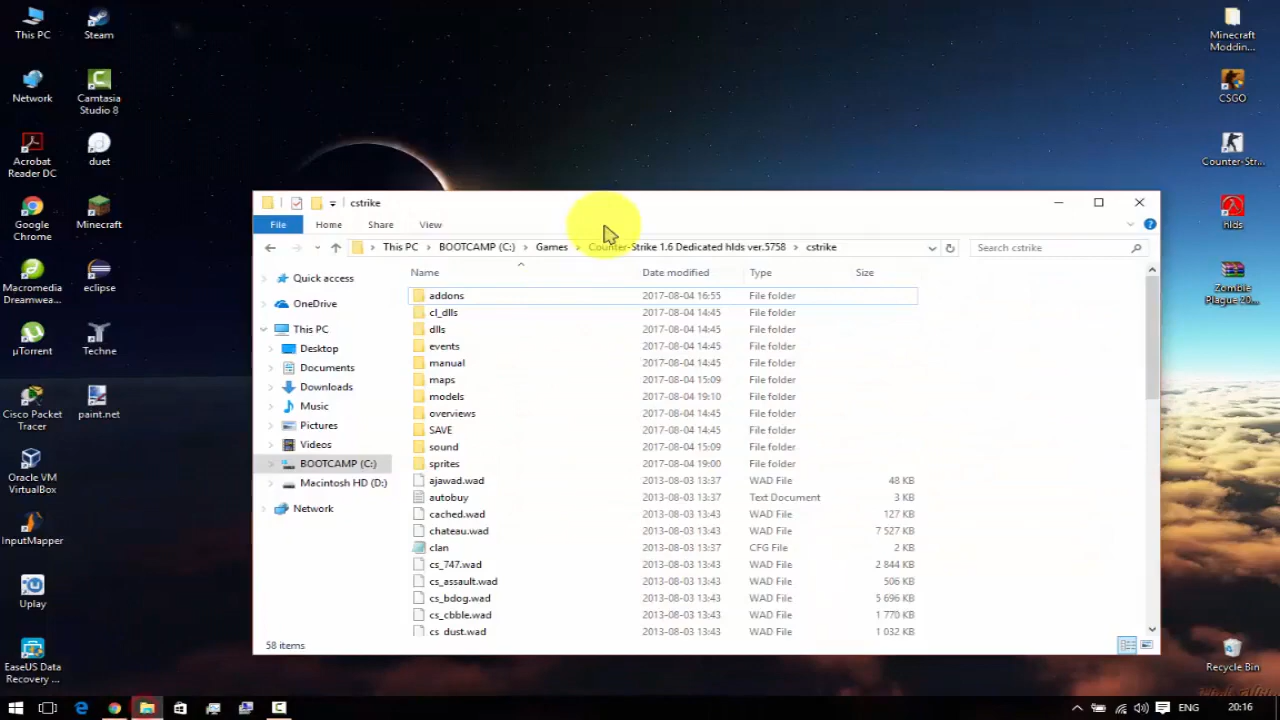 This PC
Steam
Network
Camtasia
Studio 8
Acrobat
Reader DC
duet
Google
Chrome
Minecraft
Macromedia
Dreamwea...
eclipse
µTorrent
Techne
Cisco Packet
Tracer
paint.net
Oracle VM
VirtualBox
InputMapper
Uplay
EaseUS Data
Recovery ...
Minecraft
Moddin...
CSGO
Counter-Str...
hlds
Zombie
Plague 20...
Recycle Bin
cstrike
File Home Share View
This PC BOOTCAMP (C:) Games Counter-Strike 1.6 Dedicated hlds ver.5758 cstrike
Search cstrike
Quick access
OneDrive
This PC
Desktop
Documents
Downloads
Music
Pictures
Videos
BOOTCAMP (C:)
Macintosh HD (D:)
Network
Name Date modified Type Size
addons 2017-08-04 16:55 File folder
cl_dlls 2017-08-04 14:45 File folder
dlls 2017-08-04 14:45 File folder
events 2017-08-04 14:45 File folder
manual 2017-08-04 14:45 File folder
maps 2017-08-04 15:09 File folder
models 2017-08-04 19:10 File folder
overviews 2017-08-04 14:45 File folder
SAVE 2017-08-04 14:45 File folder
sound 2017-08-04 15:09 File folder
sprites 2017-08-04 19:00 File folder
ajawad.wad 2013-08-03 13:37 WAD File 48 KB
autobuy 2013-08-03 13:37 Text Document 3 KB
cached.wad 2013-08-03 13:43 WAD File 127 KB
chateau.wad 2013-08-03 13:43 WAD File 7 527 KB
clan 2013-08-03 13:37 CFG File 2 KB
cs_747.wad 2013-08-03 13:43 WAD File 2 844 KB
cs_assault.wad 2013-08-03 13:43 WAD File 506 KB
cs_bdog.wad 2013-08-03 13:43 WAD File 5 696 KB
cs_cbble.wad 2013-08-03 13:43 WAD File 1 770 KB
cs_dust.wad 2013-08-03 13:43 WAD File 1 032 KB
58 items
ENG
20:16